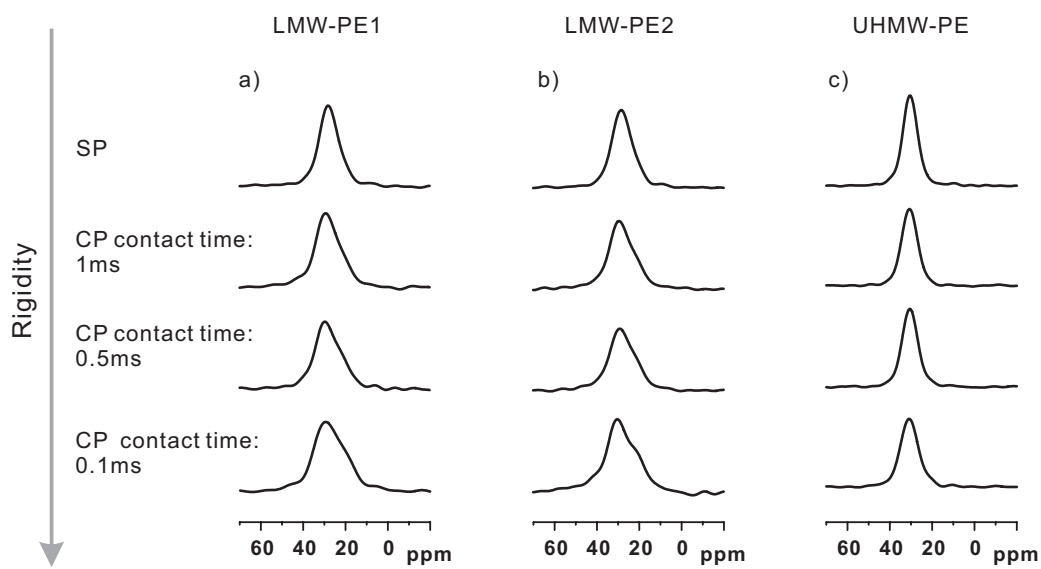 LMW-PE1
LMW-PE2
UHMW-PE
a)
b)
c)
SP
CP contact time:
1ms
CP contact time:
0.5ms
CP contact time:
0.1ms
Rigidity
60 40 20 0 ppm
60 40 20 0 ppm
60 40 20 0 ppm